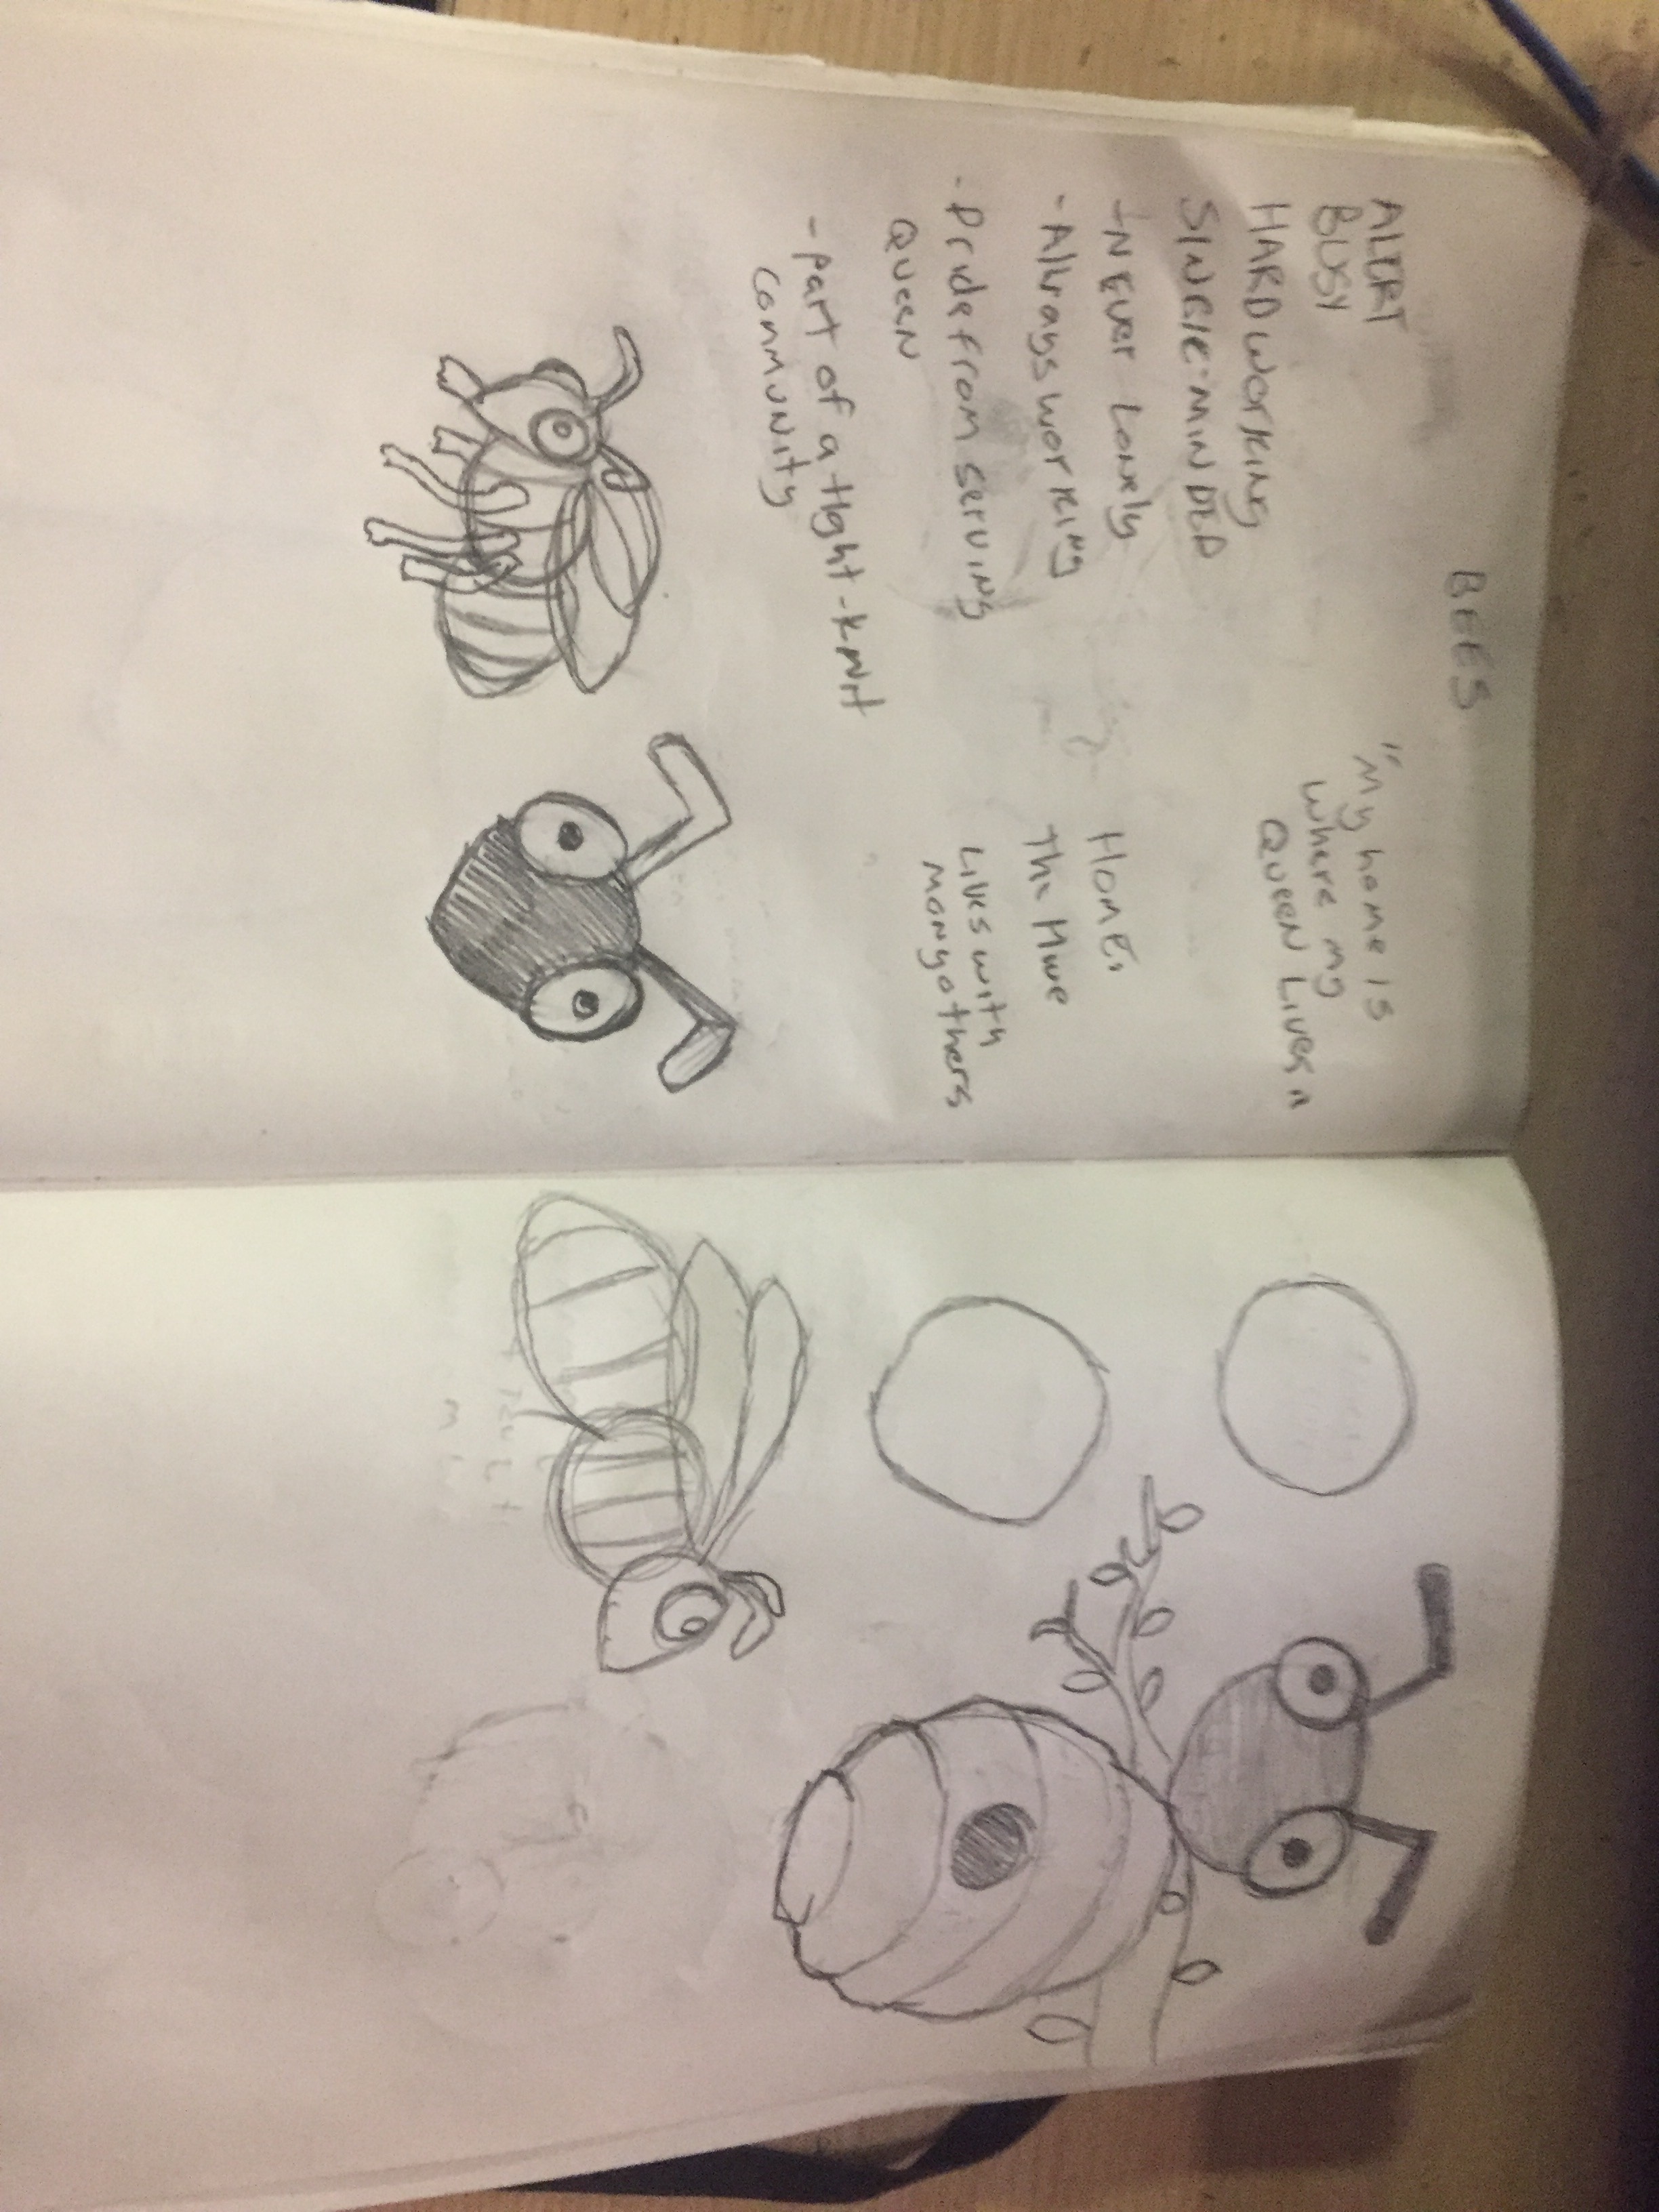 BEES
ALERT
BUSY
HARDWORKING
SINGLE-MINDED
- NEVER LONELY
- Always working
- Pride from serving
Queen
- part of a tight-knit
community
"My home is
where my
Queen Lives"
Home:
The Hive
Lives with
many others